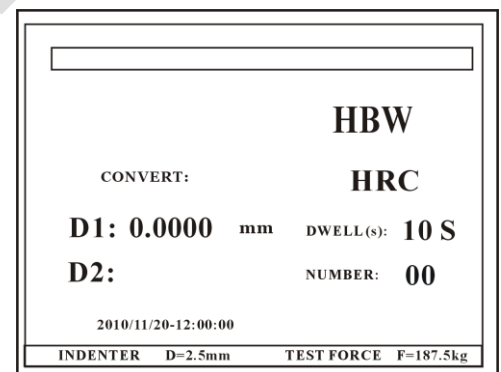 HBW
CONVERT: HRC
D1: 0.0000 mm DWELL(s): 10 S
D2: NUMBER: 00
2010/11/20-12:00:00
INDENTER D=2.5mm TEST FORCE F=187.5kg